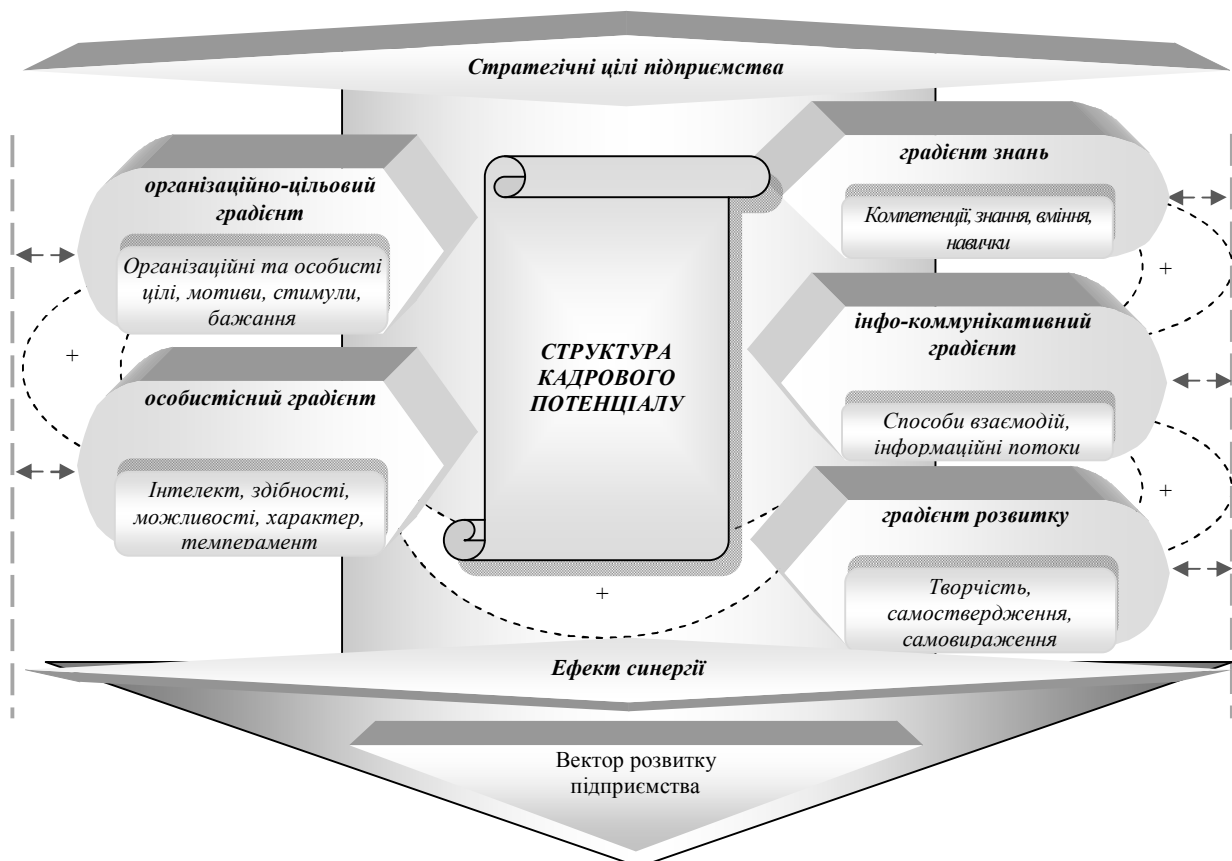 Стратегічні цілі підприємства
організаційно-цільовий
градієнт
Організаційні та особисті
цілі, мотиви, стимули,
бажання
+
особистісний градієнт
Інтелект, здібності,
можливості, характер,
темперамент
СТРУКТУРА
КАДРОВОГО
ПОТЕНЦІАЛУ
+
градієнт знань
Компетенції, знання, вміння,
навички
+
інфо-коммунікативний
градієнт
Способи взаємодій,
інформаційні потоки
+
градієнт розвитку
Творчість,
самоствердження,
самовираження
Ефект синергії
Вектор розвитку
підприємства